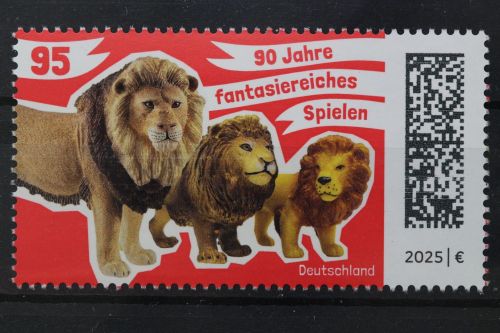 95
90 Jahre
fantasiereiches
Spielen
Deutschland
2025 | €